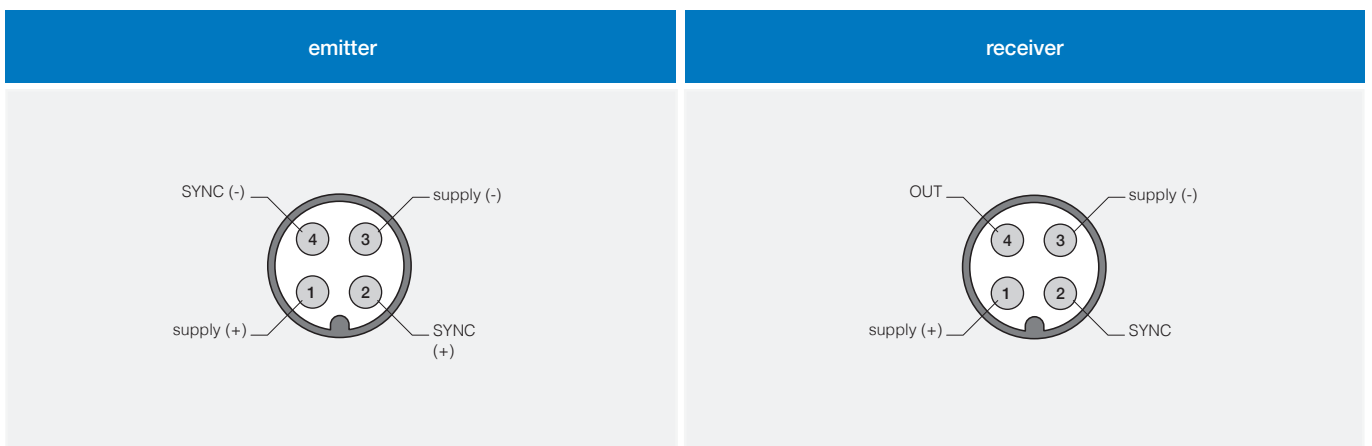 emitter
receiver
SYNC (-)
supply (-)
4
3
1
2
supply (+)
SYNC
(+)
OUT
supply (-)
4
3
1
2
supply (+)
SYNC